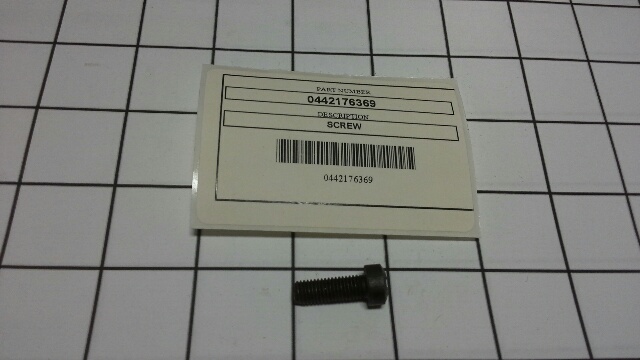 PART NUMBER
0442176369
DESCRIPTION
SCREW
0442176369